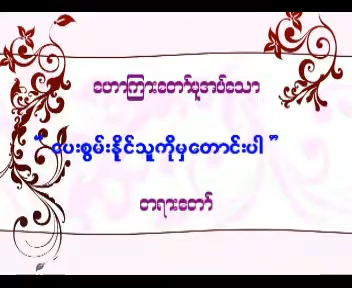 ဟောကြားတော်မူအပ်သော
“ ပေးစွမ်းနိုင်သူကိုမှတောင်းပါ ”
တရားတော်